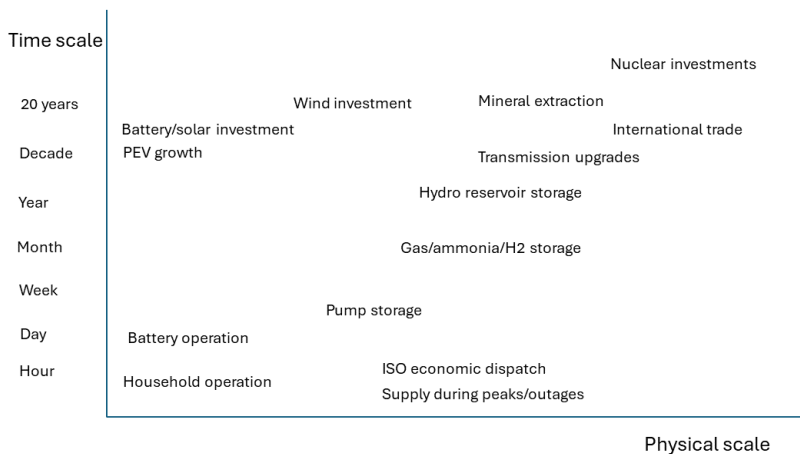 Time scale
Nuclear investments
20 years
Wind investment
Mineral extraction
Battery/solar investment
International trade
Decade
PEV growth
Transmission upgrades
Year
Hydro reservoir storage
Month
Gas/ammonia/H2 storage
Week
Pump storage
Day
Battery operation
Hour
ISO economic dispatch
Household operation
Supply during peaks/outages
Physical scale